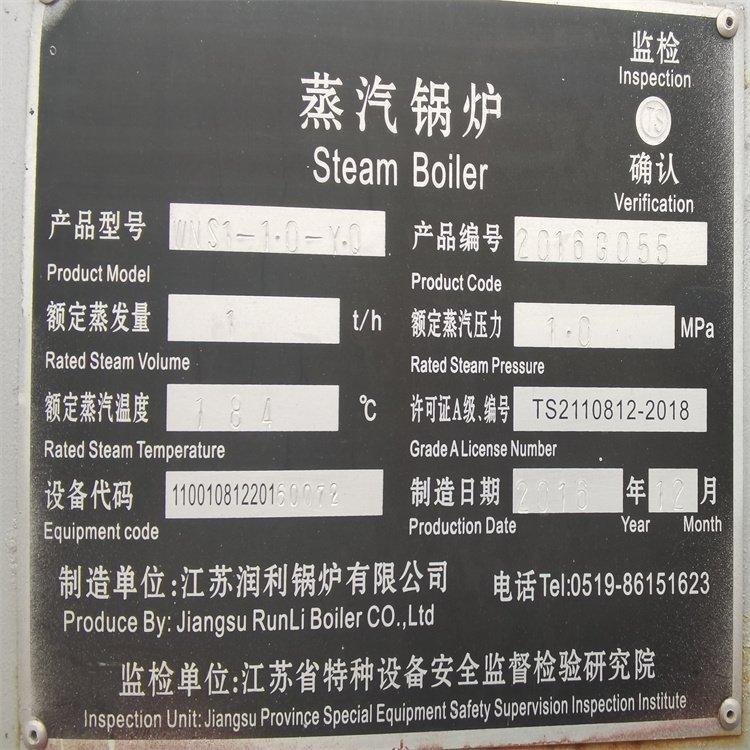 监检
Inspection
TS
确认
Verification
蒸汽锅炉
Steam Boiler
产品型号 WNS1-1.0-Y.Q
Product Model
产品编号 2016G055
Product Code
额定蒸发量 1 t/h
Rated Steam Volume
额定蒸汽压力 1.0 MPa
Rated Steam Pressure
额定蒸汽温度 184 ℃
Rated Steam Temperature
许可证A级、编号 TS2110812-2018
Grade A License Number
设备代码 11001081220160072
Equipment code
制造日期 2016 年 12 月
Production Date Year Month
制造单位:江苏润利锅炉有限公司 电话Tel:0519-86151623
Produce By: Jiangsu RunLi Boiler CO.,Ltd
监检单位:江苏省特种设备安全监督检验研究院
Inspection Unit: Jiangsu Province Special Equipment Safety Supervision Inspection Institute